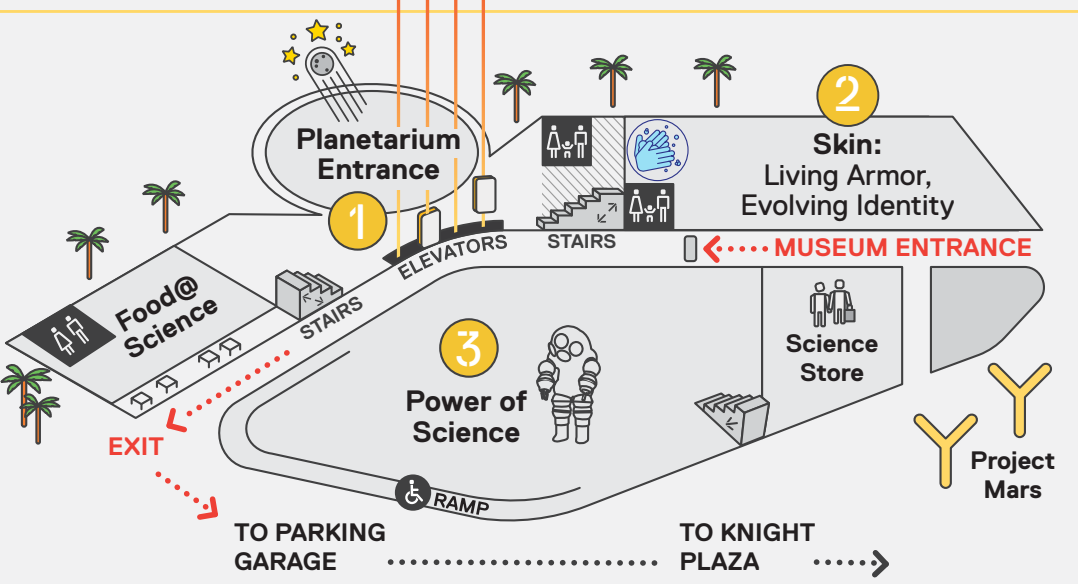 Planetarium
Entrance
1
2
Skin:
Living Armor,
Evolving Identity
ELEVATORS
STAIRS
MUSEUM ENTRANCE
Food@
Science
STAIRS
3
Power of
Science
Science
Store
EXIT
RAMP
Project
Mars
TO PARKING
GARAGE
TO KNIGHT
PLAZA